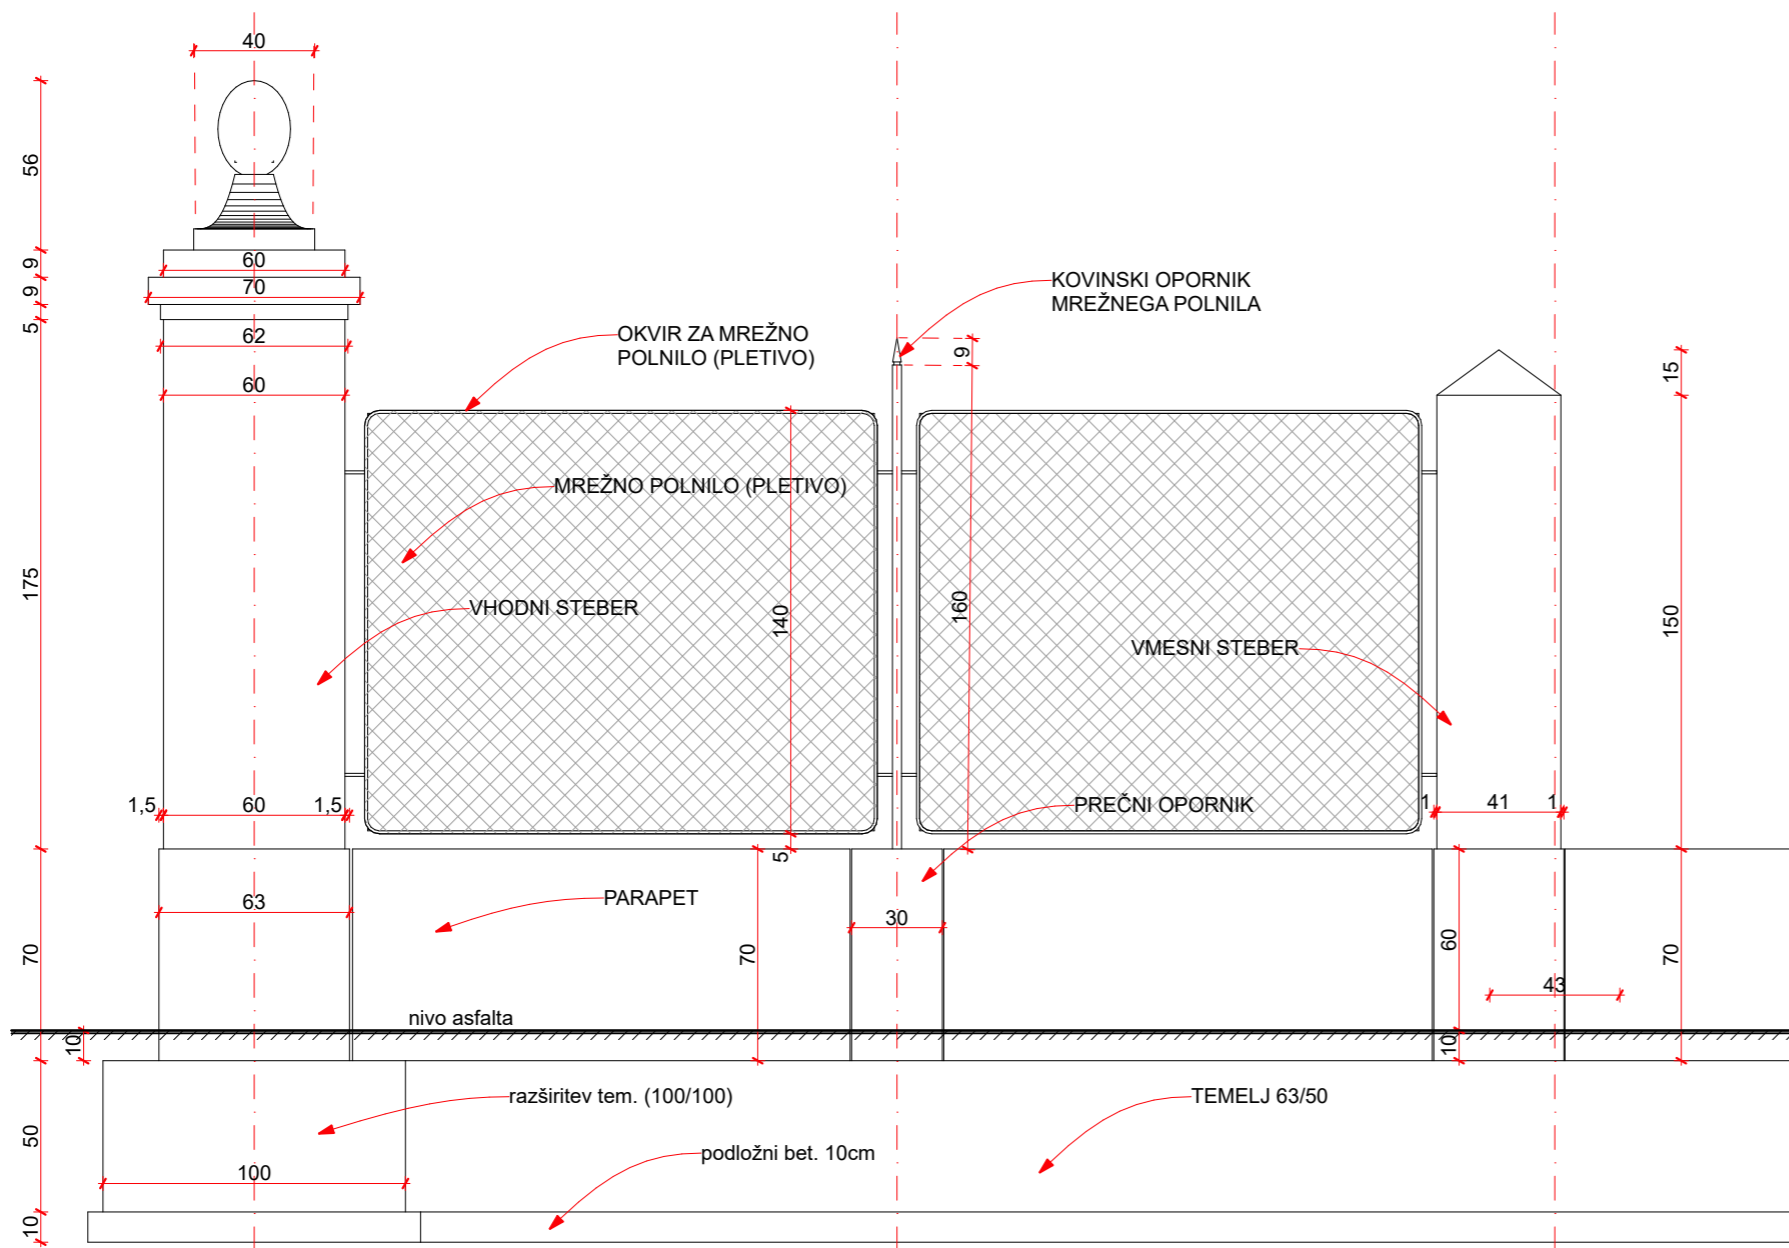 40
56
9
9
5
60
70
62
60
KOVINSKI OPORNIK
MREŽNEGA POLNILA
OKVIR ZA MREŽNO
POLNILO (PLETIVO)
9
15
MREŽNO POLNILO (PLETIVO)
175
VHODNI STEBER
140
160
VMESNI STEBER
150
1,5
60
1,5
PREČNI OPORNIK
1
41
1
5
PARAPET
63
30
70
70
60
70
43
nivo asfalta
10
10
razširitev tem. (100/100)
TEMELJ 63/50
50
podložni bet. 10cm
100
10